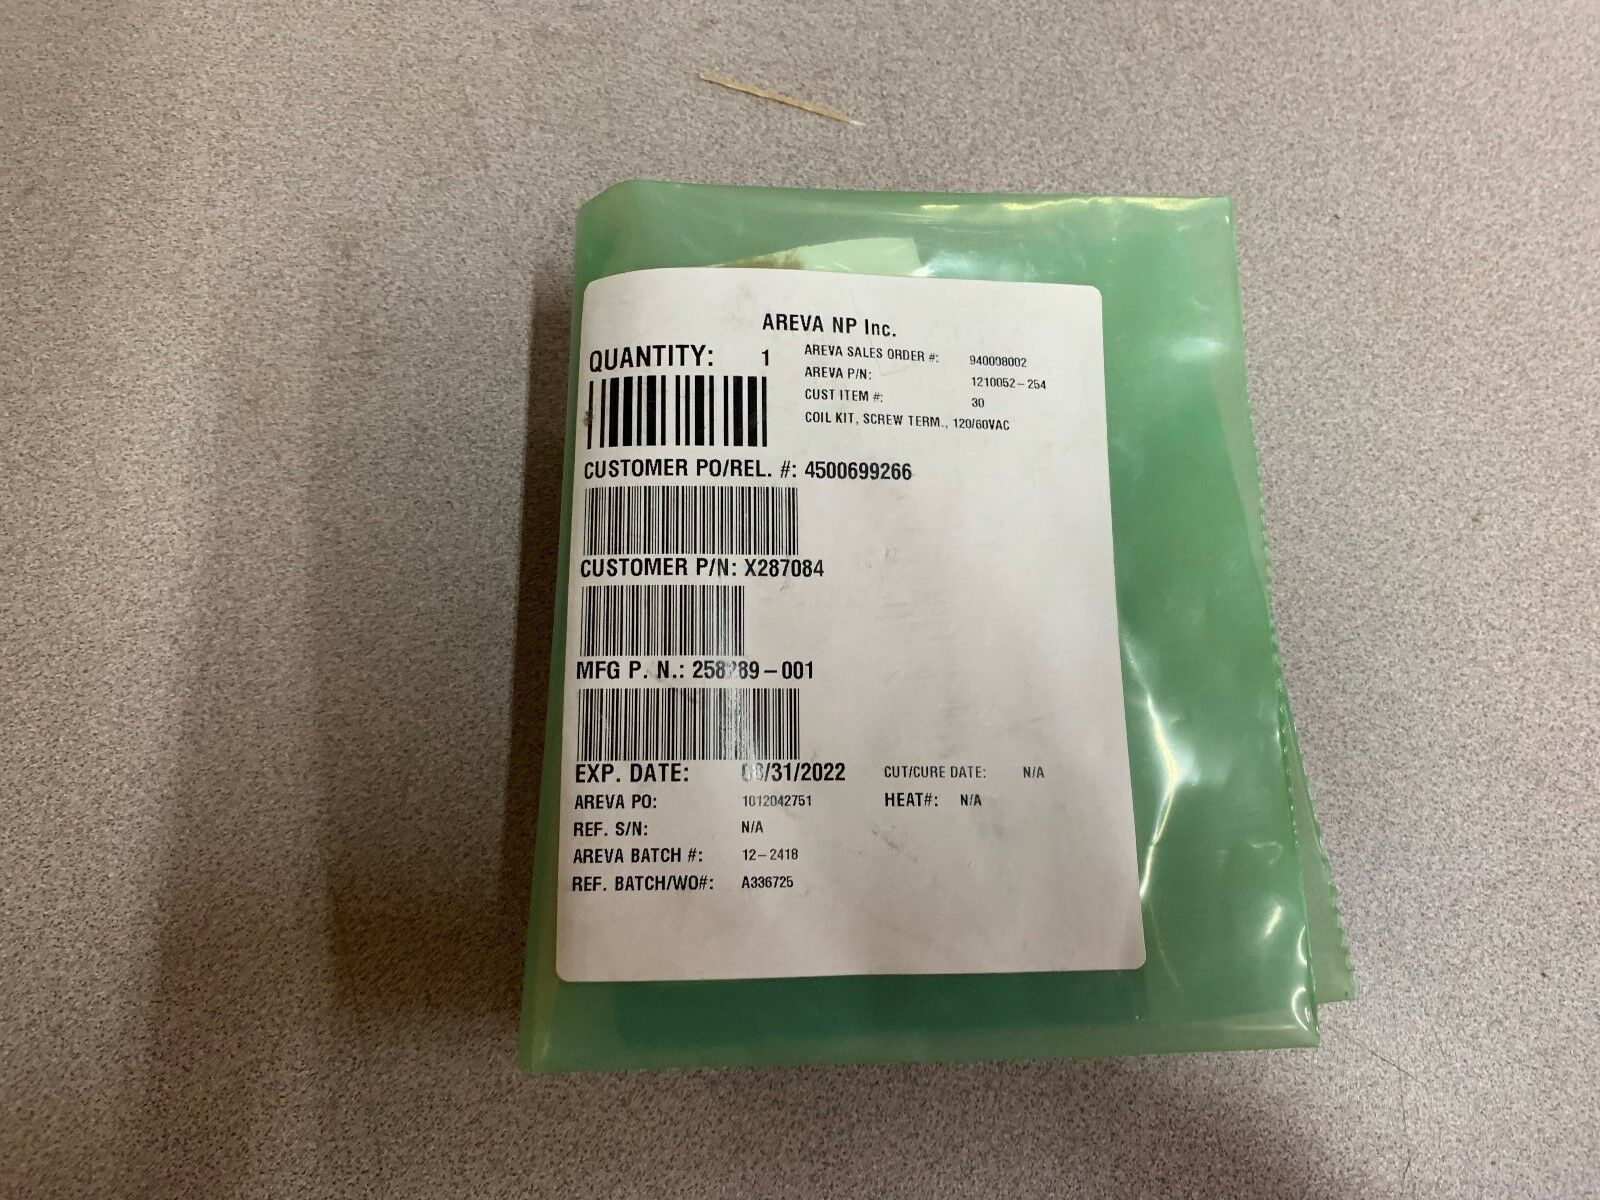 AREVA NP Inc.
QUANTITY: 1
AREVA SALES ORDER #: 940008002
AREVA P/N: 1210052-254
CUST ITEM #: 30
COIL KIT, SCREW TERM., 120/60VAC
CUSTOMER PO/REL. #: 4500699266
CUSTOMER P/N: X287084
MFG P. N.:
EXP. DATE:
CUT/CURE DATE: N/A
AREVA PO: 1012042751
HEAT#: N/A
REF. S/N: N/A
AREVA BATCH #: 12-2418
REF. BATCH/WO#: A336725